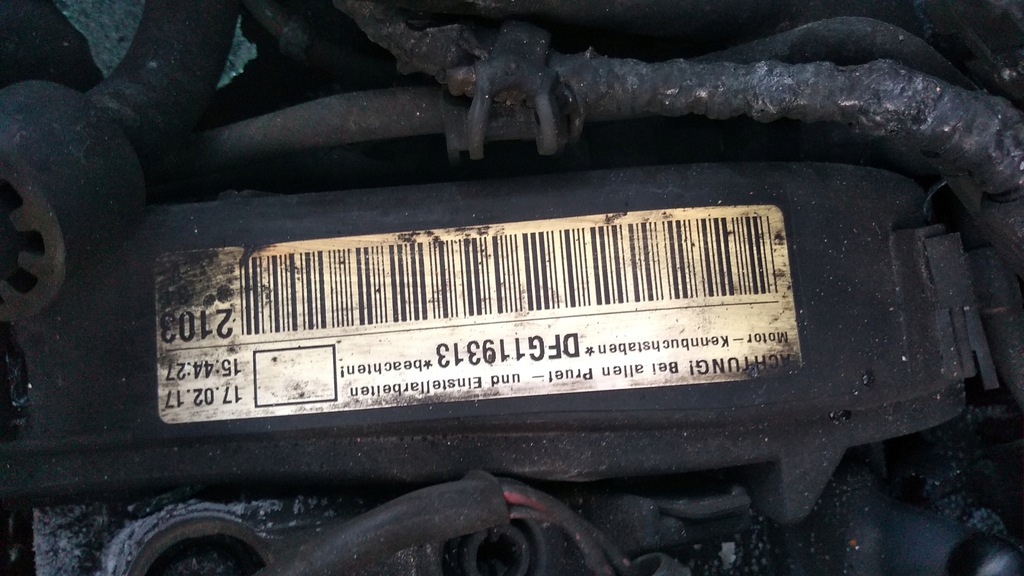 ACHTUNG! Bei allen Pruef- und Einstellarbeiten
Motor-Kennbuchstaben*DFG119313*beachten!
17.02.17
15:44:27
2103